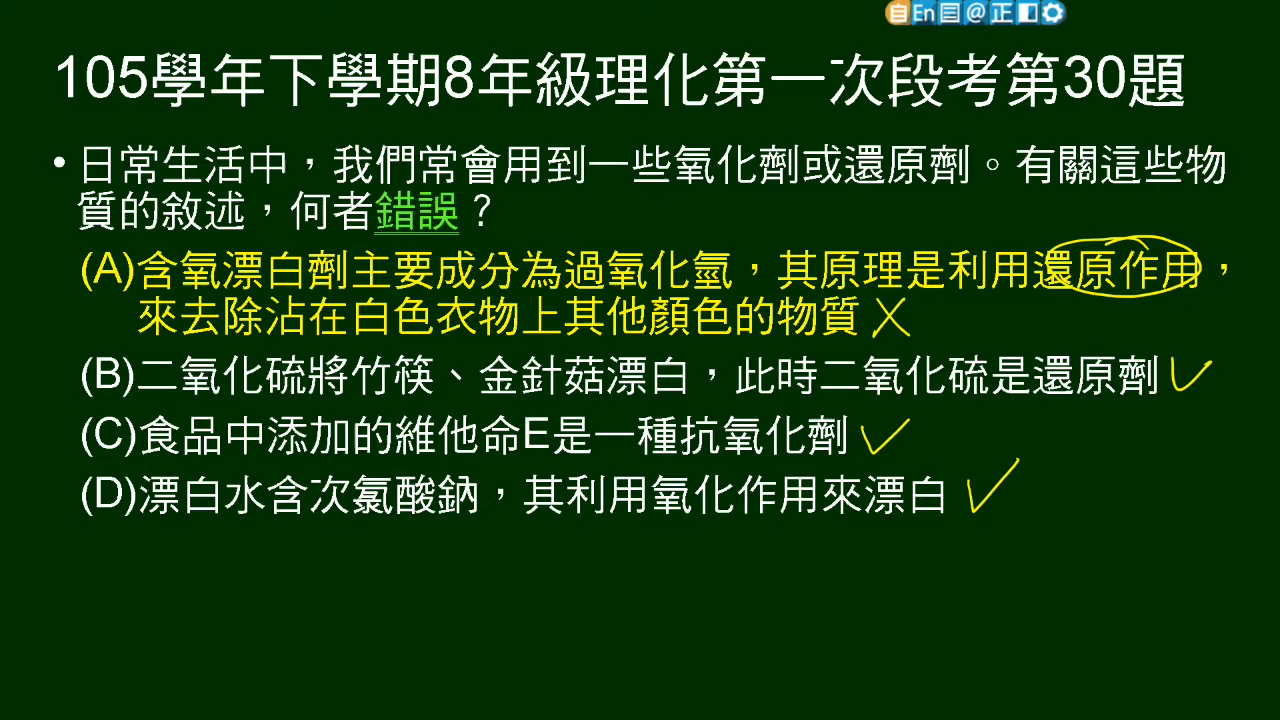 自En@正
105學年下學期8年級理化第一次段考第30題
• 日常生活中，我們常會用到一些氧化劑或還原劑。有關這些物
質的敘述，何者錯誤？
(A)含氧漂白劑主要成分為過氧化氫，其原理是利用還原作用，
來去除沾在白色衣物上其他顏色的物質
(B)二氧化硫將竹筷、金針菇漂白，此時二氧化硫是還原劑
(C)食品中添加的維他命E是一種抗氧化劑
(D)漂白水含次氯酸鈉，其利用氧化作用來漂白